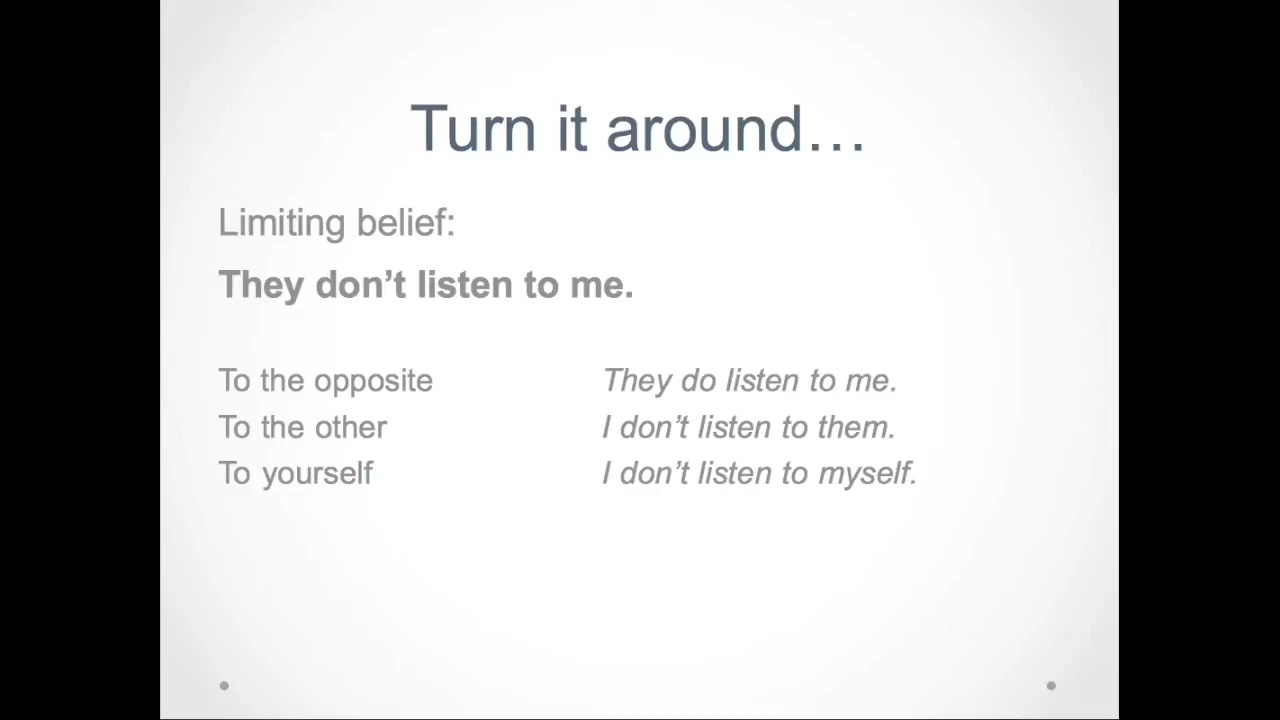 Turn it around…
Limiting belief:
They don’t listen to me.
To the opposite They do listen to me.
To the other I don’t listen to them.
To yourself I don’t listen to myself.